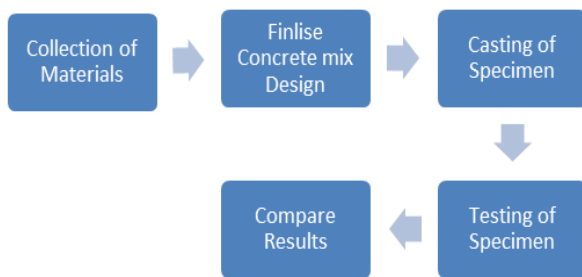 Collection of
Materials
Finlise
Concrete mix
Design
Casting of
Specimen
Testing of
Specimen
Compare
Results